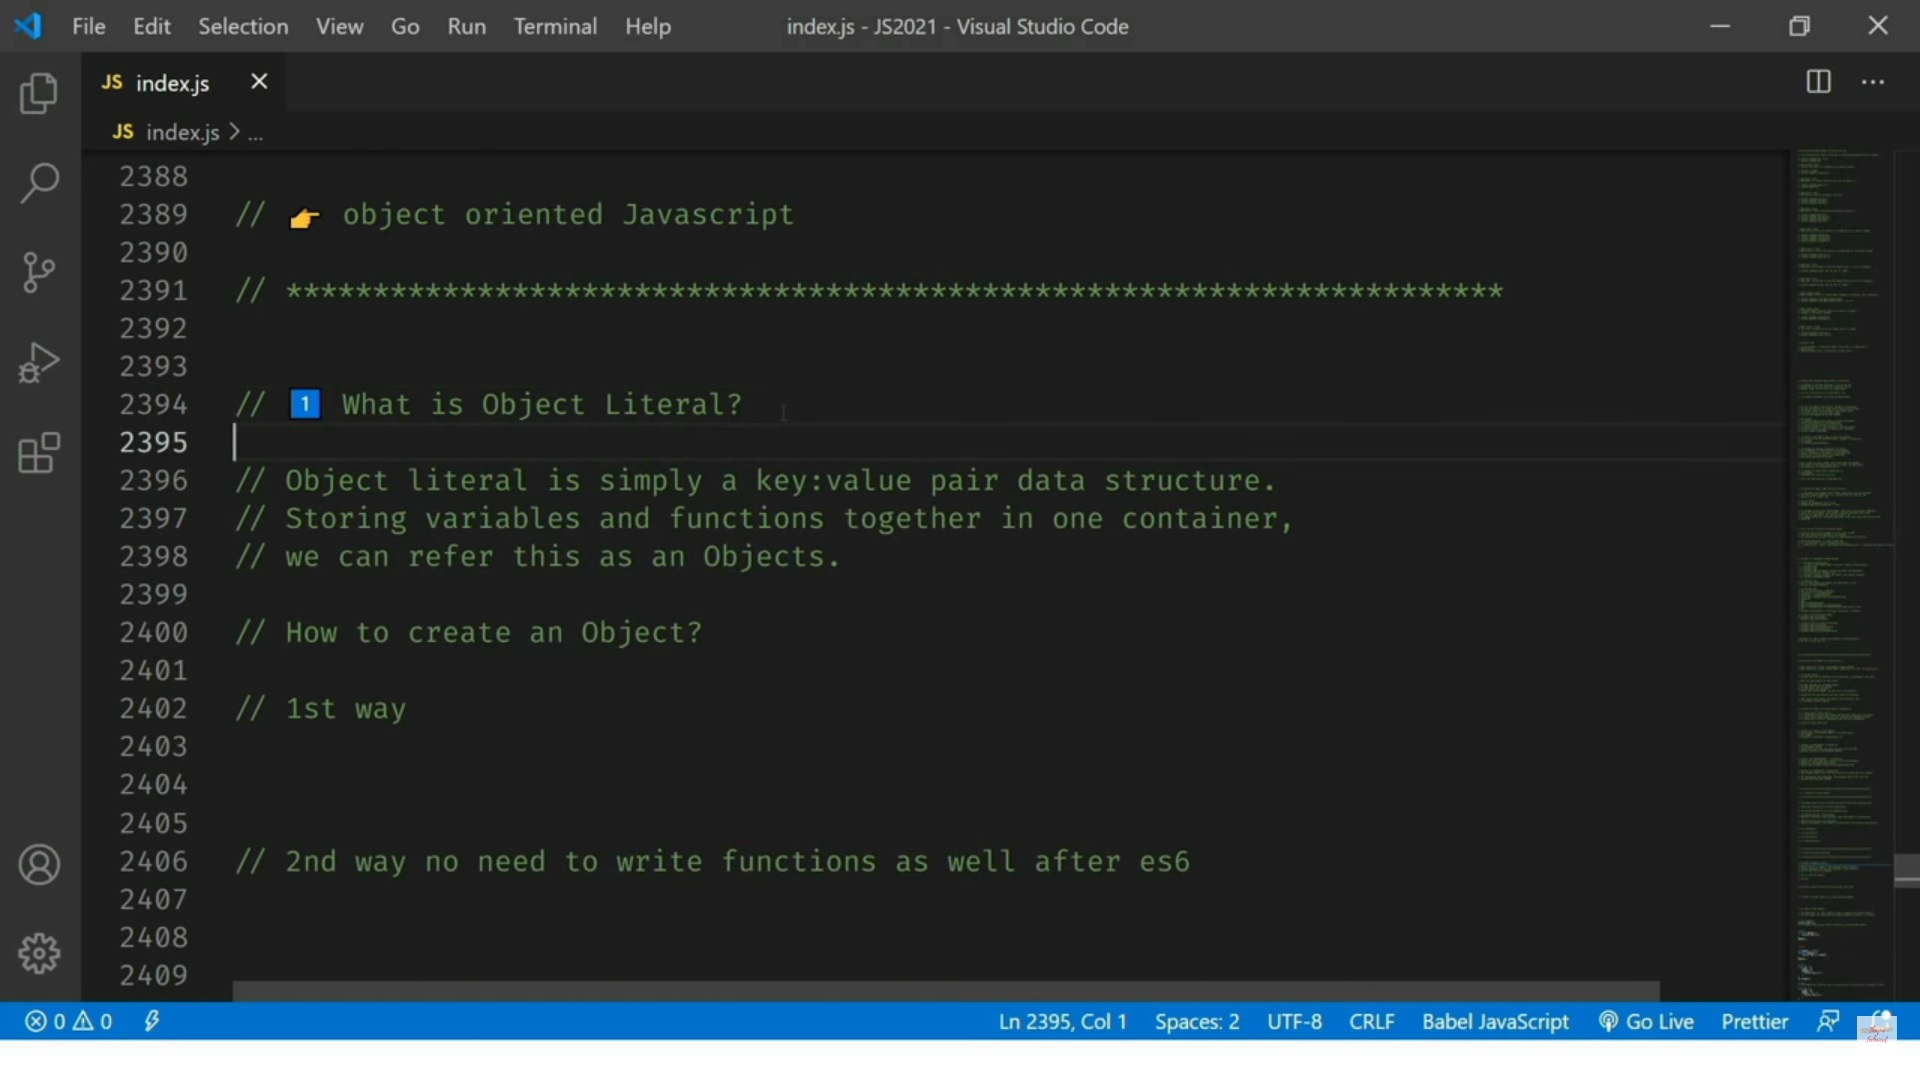 File Edit Selection View Go Run Terminal Help index.js - JS2021 - Visual Studio Code
JS index.js
JS index.js > ...
2388
2389 // 👉 object oriented Javascript
2390
2391 // **********************************************************************
2392
2393
2394 // 1️⃣ What is Object Literal?
2395
2396 // Object literal is simply a key:value pair data structure.
2397 // Storing variables and functions together in one container,
2398 // we can refer this as an Objects.
2399
2400 // How to create an Object?
2401
2402 // 1st way
2403
2404
2405
2406 // 2nd way no need to write functions as well after es6
2407
2408
2409
0 0 Ln 2395, Col 1 Spaces: 2 UTF-8 CRLF Babel JavaScript Go Live Prettier